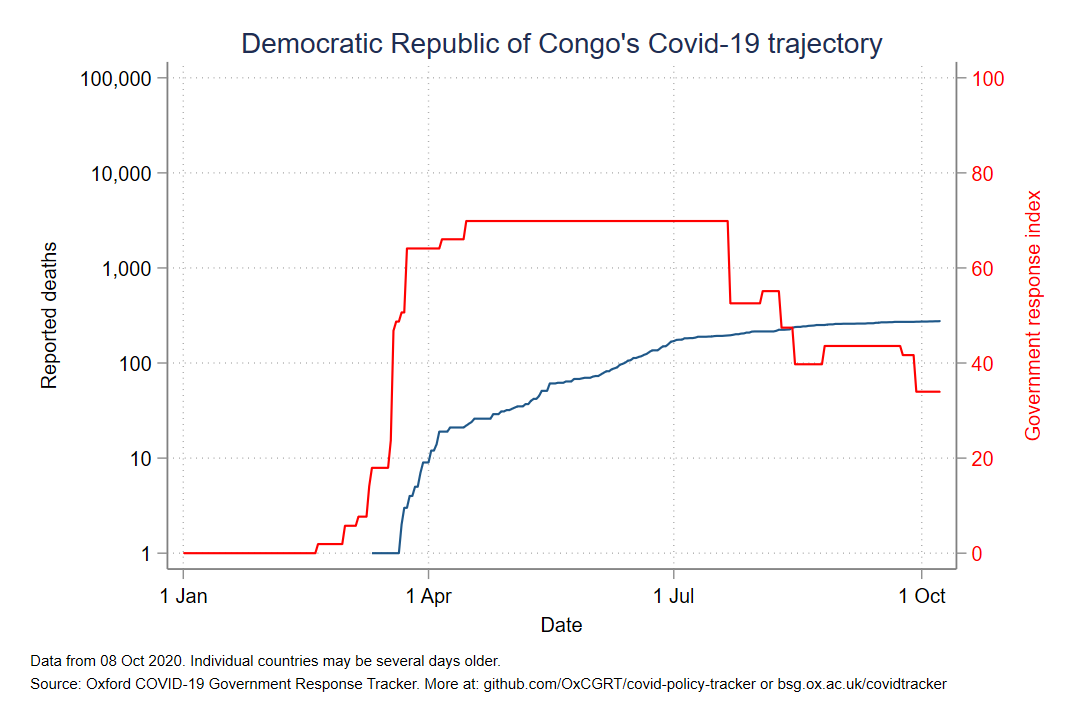 Democratic Republic of Congo's Covid-19 trajectory
100,000
10,000
1,000
100
10
1
Reported deaths
100
80
60
40
20
0
Government response index
1 Jan
1 Apr
1 Jul
1 Oct
Date
Data from 08 Oct 2020. Individual countries may be several days older.
Source: Oxford COVID-19 Government Response Tracker. More at: github.com/OxCGRT/covid-policy-tracker or bsg.ox.ac.uk/covidtracker